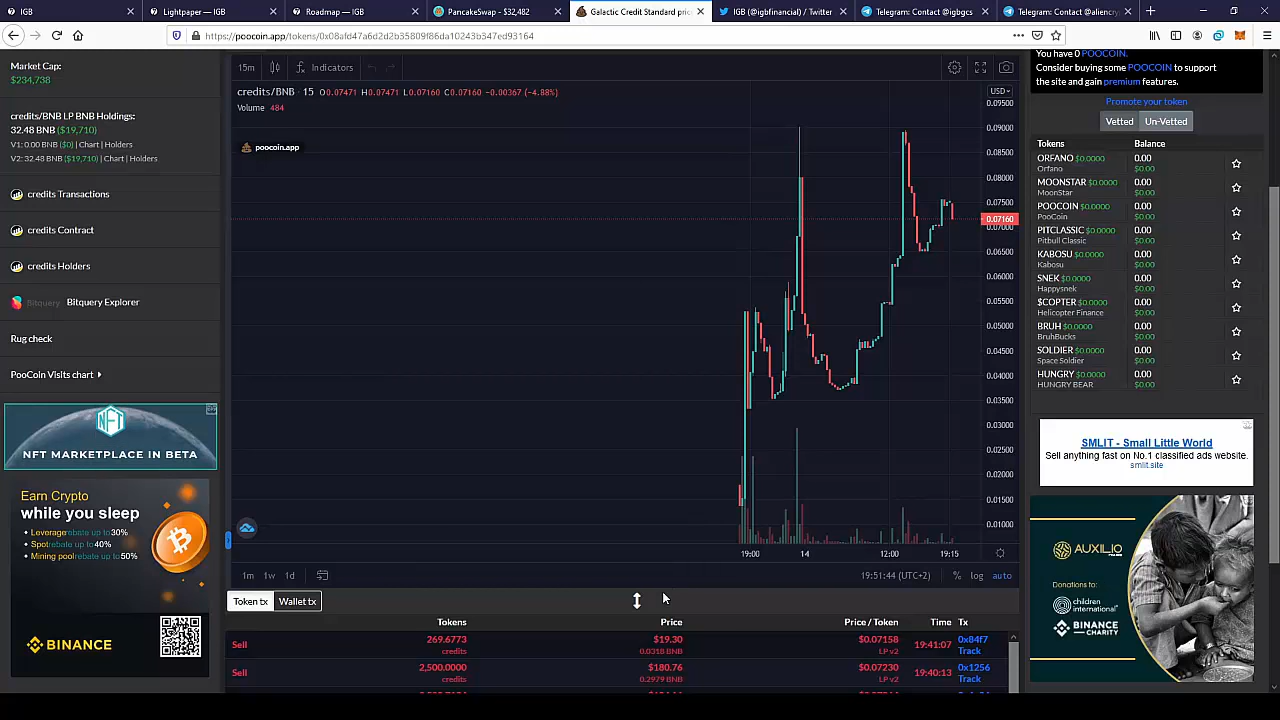 IGB
Lightpaper — IGB
Roadmap — IGB
PancakeSwap - $32,482
Galactic Credit Standard pric
IGB (@igbfinancial) / Twitter
Telegram: Contact @igbgcs
Telegram: Contact @aliencry
https://poocoin.app/tokens/0x08afd47a6d2d2b35809f86da10243b347ed93164
Market Cap:
$234,738
credits/BNB LP BNB Holdings:
32.48 BNB ($19,710)
V1: 0.00 BNB ($0) | Chart | Holders
V2: 32.48 BNB ($19,710) | Chart | Holders
credits Transactions
credits Contract
credits Holders
Bitquery Bitquery Explorer
Rug check
PooCoin Visits chart
NFT
NFT MARKETPLACE IN BETA
Earn Crypto
while you sleep
Leverage rebate up to 30%
Spot rebate up to 40%
Mining pool rebate up to 50%
BINANCE
15m
Indicators
credits/BNB · 15 O0.07471 H0.07471 L0.07160 C0.07160 −0.00367 (−4.88%)
Volume 484
poocoin.app
USD
0.09500
0.09000
0.08500
0.08000
0.07500
0.07160
0.07000
0.06500
0.06000
0.05500
0.05000
0.04500
0.04000
0.03500
0.03000
0.02500
0.02000
0.01500
0.01000
19:00
14
12:00
19:15
1m 1w 1d
19:51:44 (UTC+2)
% log auto
Token tx
Wallet tx
Tokens Price Price / Token Time Tx
Sell 269.6773 $19.30 $0.07158 19:41:07 0x84f7
credits 0.0318 BNB LP v2 Track
Sell 2,500.0000 $180.76 $0.07230 19:40:13 0x1256
credits 0.2979 BNB LP v2 Track
You have 0 POOCOIN.
Consider buying some POOCOIN to support
the site and gain premium features.
Promote your token
Vetted
Un-Vetted
Tokens Balance
ORFANO $0.0000 0.00
Orfano $0.00
MOONSTAR $0.0000 0.00
MoonStar $0.00
POOCOIN $0.0000 0.00
PooCoin $0.00
PITCLASSIC $0.0000 0.00
Pitbull Classic $0.00
KABOSU $0.0000 0.00
Kabosu $0.00
SNEK $0.0000 0.00
Happysnek $0.00
$COPTER $0.0000 0.00
Helicopter Finance $0.00
BRUH $0.0000 0.00
BruhBucks $0.00
SOLDIER $0.0000 0.00
Space Soldier $0.00
HUNGRY $0.0000 0.00
HUNGRY BEAR $0.00
SMLIT - Small Little World
Sell anything fast on No.1 classified ads website.
smlit.site
AUXILIO
Donations to:
children
international
BINANCE
CHARITY